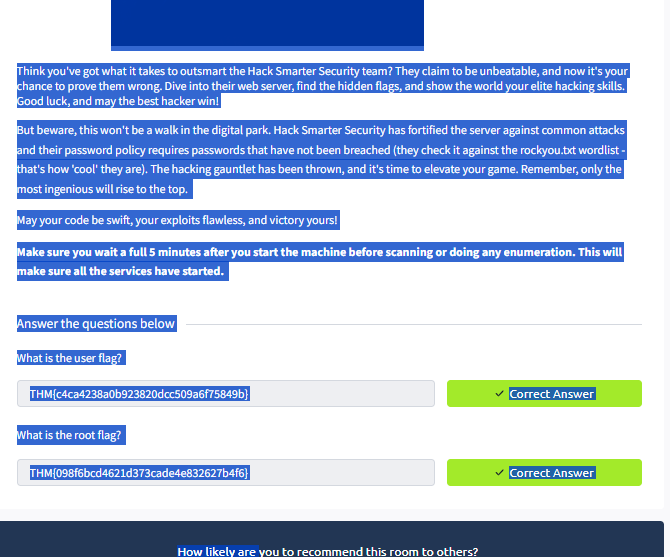 Think you've got what it takes to outsmart the Hack Smarter Security team? They claim to be unbeatable, and now it's your
chance to prove them wrong. Dive into their web server, find the hidden flags, and show the world your elite hacking skills.
Good luck, and may the best hacker win!
But beware, this won't be a walk in the digital park. Hack Smarter Security has fortified the server against common attacks
and their password policy requires passwords that have not been breached (they check it against the rockyou.txt wordlist -
that's how 'cool' they are). The hacking gauntlet has been thrown, and it's time to elevate your game. Remember, only the
most ingenious will rise to the top.
May your code be swift, your exploits flawless, and victory yours!
Make sure you wait a full 5 minutes after you start the machine before scanning or doing any enumeration. This will
make sure all the services have started.
Answer the questions below
What is the user flag?
THM{c4ca4238a0b923820dcc509a6f75849b}
Correct Answer
What is the root flag?
THM{098f6bcd4621d373cade4e832627b4f6}
Correct Answer
How likely are you to recommend this room to others?